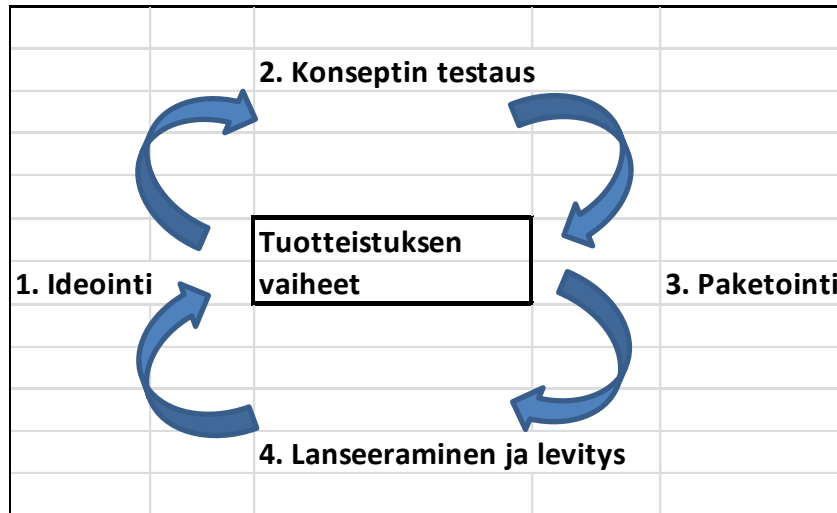 2. Konseptin testaus
Tuotteistuksen
vaiheet
1. Ideointi
3. Paketointi
4. Lanseeraminen ja levitys